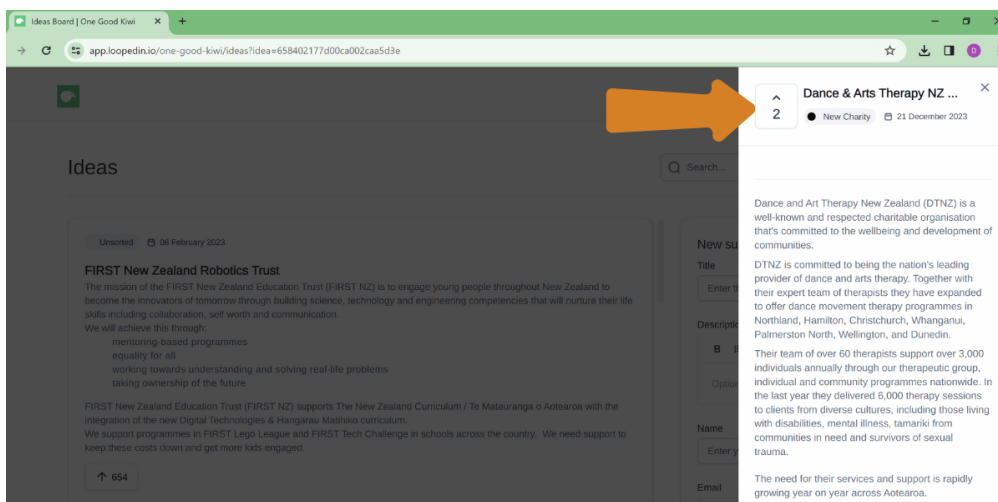 Ideas Board | One Good Kiwi
app.loopedin.io/one-good-kiwi/ideas?idea=658402177d00ca002caa5d3e
D
Ideas
Search...
Unsorted 08 February 2023
FIRST New Zealand Robotics Trust
The mission of the FIRST New Zealand Education Trust (FIRST NZ) is to engage young people throughout New Zealand to
become the innovators of tomorrow through building science, technology and engineering competencies that will nurture their life
skills including collaboration, self worth and communication.
We will achieve this through:
mentoring-based programmes
equality for all
working towards understanding and solving real-life problems
taking ownership of the future
FIRST New Zealand Education Trust (FIRST NZ) supports The New Zealand Curriculum / Te Matauranga o Aotearoa with the
integration of the new Digital Technologies & Hangarau Matihiko curriculum.
We support programmes in FIRST Lego League and FIRST Tech Challenge in schools across the country. We need support to
keep these costs down and get more kids engaged.
654
New su
Title
Enter th
Descriptio
B
Option
Name
Enter y
Email
2
Dance & Arts Therapy NZ ...
New Charity 21 December 2023
Dance and Art Therapy New Zealand (DTNZ) is a
well-known and respected charitable organisation
that's committed to the wellbeing and development of
communities.
DTNZ is committed to being the nation's leading
provider of dance and arts therapy. Together with
their expert team of therapists they have expanded
to offer dance movement therapy programmes in
Northland, Hamilton, Christchurch, Whanganui,
Palmerston North, Wellington, and Dunedin.
Their team of over 60 therapists support over 3,000
individuals annually through our therapeutic group,
individual and community programmes nationwide. In
the last year they delivered 6,000 therapy sessions
to clients from diverse cultures, including those living
with disabilities, mental illness, tamariki from
communities in need and survivors of sexual
trauma.
The need for their services and support is rapidly
growing year on year across Aotearoa.